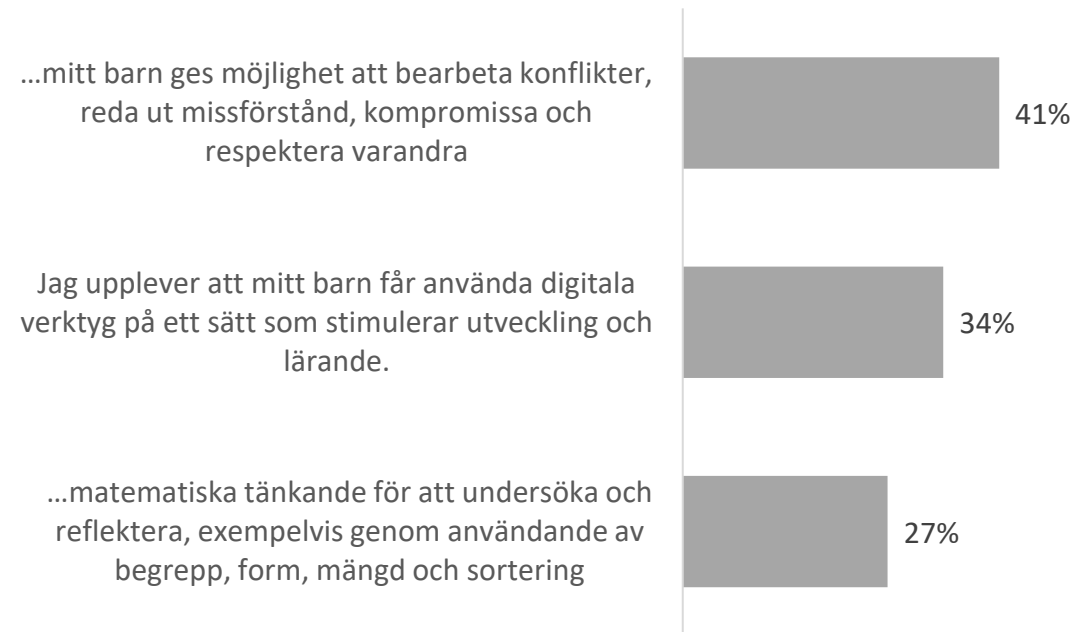 ...mitt barn ges möjlighet att bearbeta konflikter,
reda ut missförstånd, kompromissa och
respektera varandra
41%
Jag upplever att mitt barn får använda digitala
verktyg på ett sätt som stimulerar utveckling och
lärande.
34%
...matematiska tänkande för att undersöka och
reflektera, exempelvis genom användande av
begrepp, form, mängd och sortering
27%